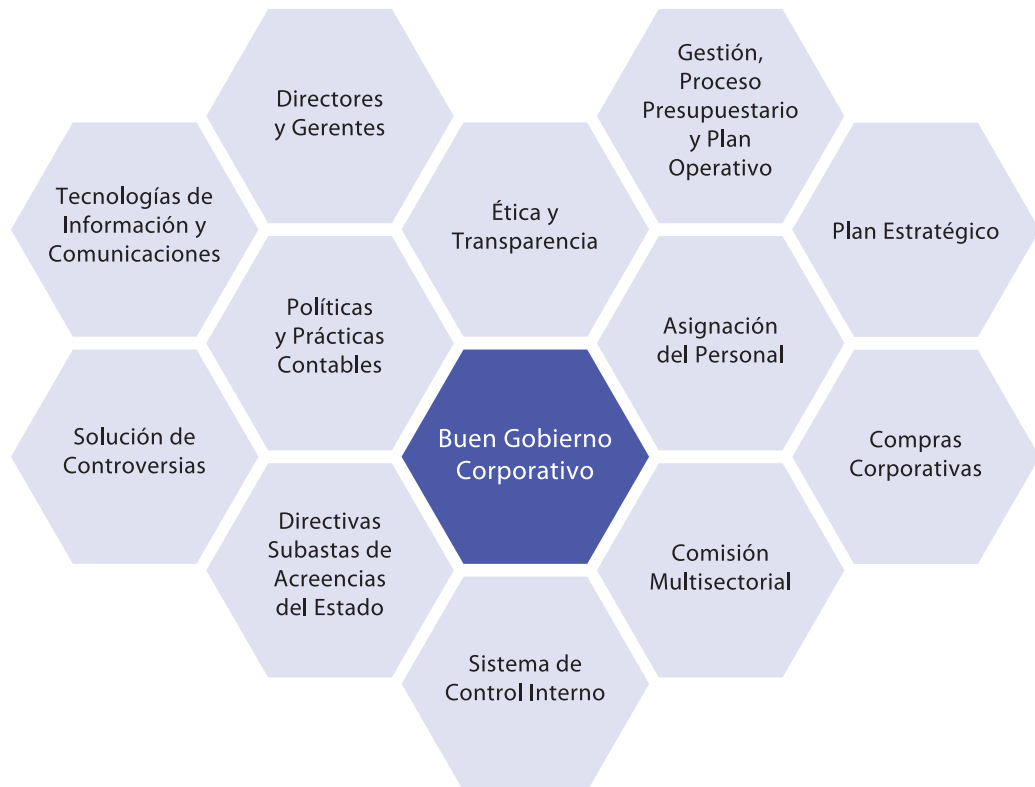 Directores
y Gerentes
Gestión,
Proceso
Presupuestario
y Plan
Operativo
Tecnologías de
Información y
Comunicaciones
Ética y
Transparencia
Plan Estratégico
Políticas
y Prácticas
Contables
Asignación
del Personal
Solución de
Controversias
Buen Gobierno
Corporativo
Compras
Corporativas
Directivas
Subastas de
Acreencias
del Estado
Comisión
Multisectorial
Sistema de
Control Interno